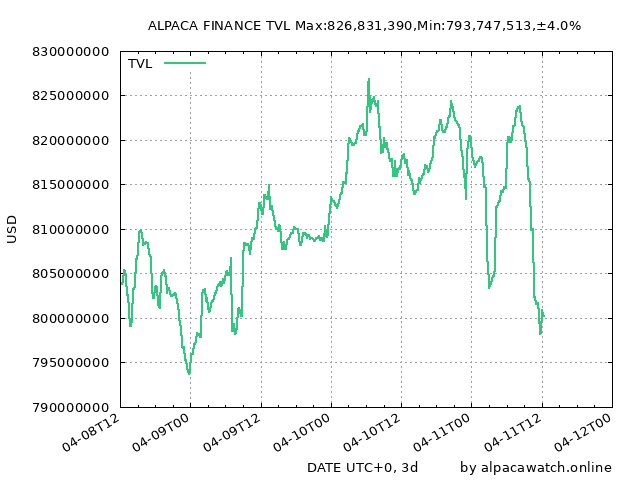 ALPACA FINANCE TVL Max:826,831,390,Min:793,747,513,±4.0%
830000000
TVL
825000000
820000000
815000000
810000000
USD
805000000
800000000
795000000
790000000
04-08T12
04-09T00
04-09T12
04-10T00
04-10T12
04-11T00
04-11T12
04-12T00
DATE UTC+0, 3d
by alpacawatch.online